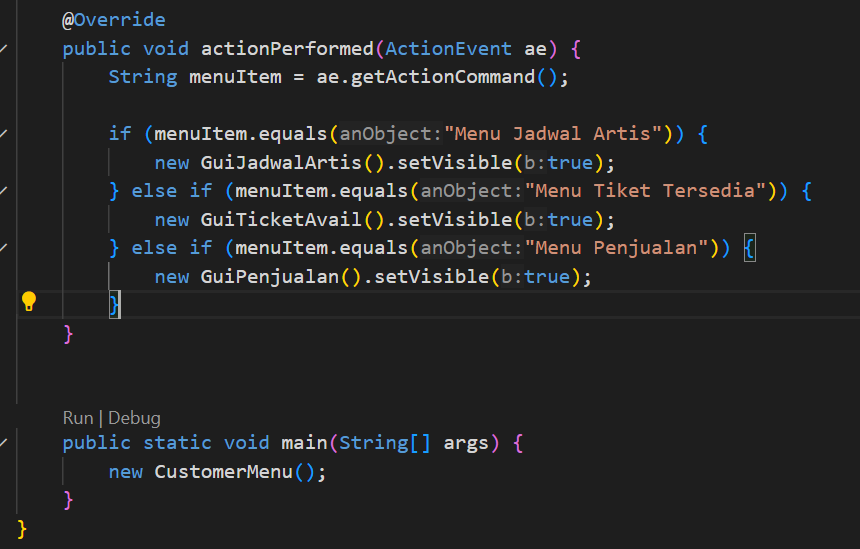 @Override
public void actionPerformed(ActionEvent ae) {
String menuItem = ae.getActionCommand();
if (menuItem.equals(anObject:"Menu Jadwal Artis")) {
new GuiJadwalArtis().setVisible(b:true);
} else if (menuItem.equals(anObject:"Menu Tiket Tersedia")) {
new GuiTicketAvail().setVisible(b:true);
} else if (menuItem.equals(anObject:"Menu Penjualan")) {
new GuiPenjualan().setVisible(b:true);
}
}
Run | Debug
public static void main(String[] args) {
new CustomerMenu();
}
}